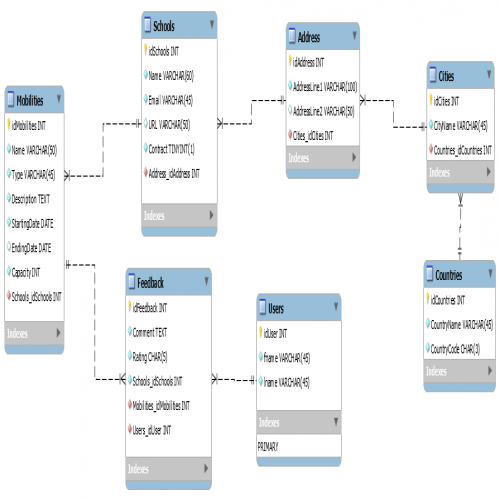 Mobilities
idMobilities INT
Name VARCHAR(50)
Type VARCHAR(45)
Description TEXT
StartingDate DATE
EndingDate DATE
Capacity INT
Schools_idSchools INT
Indexes
Schools
idSchools INT
Name VARCHAR(60)
Email VARCHAR(45)
URL VARCHAR(50)
Contract TINYINT(1)
Address_idAddress INT
Indexes
Address
idAddress INT
AddressLine1 VARCHAR(100)
AddressLine2 VARCHAR(50)
Cities_idCities INT
Indexes
Cities
idCities INT
CityName VARCHAR(45)
Countries_idCountries INT
Indexes
Feedback
idFeedback INT
Comment TEXT
Rating CHAR(5)
Schools_idSchools INT
Mobilities_idMobilities INT
Users_idUser INT
Indexes
Users
idUser INT
fname VARCHAR(45)
lname VARCHAR(45)
Indexes
PRIMARY
Countries
idCountries INT
CountryName VARCHAR(45)
CountryCode CHAR(3)
Indexes